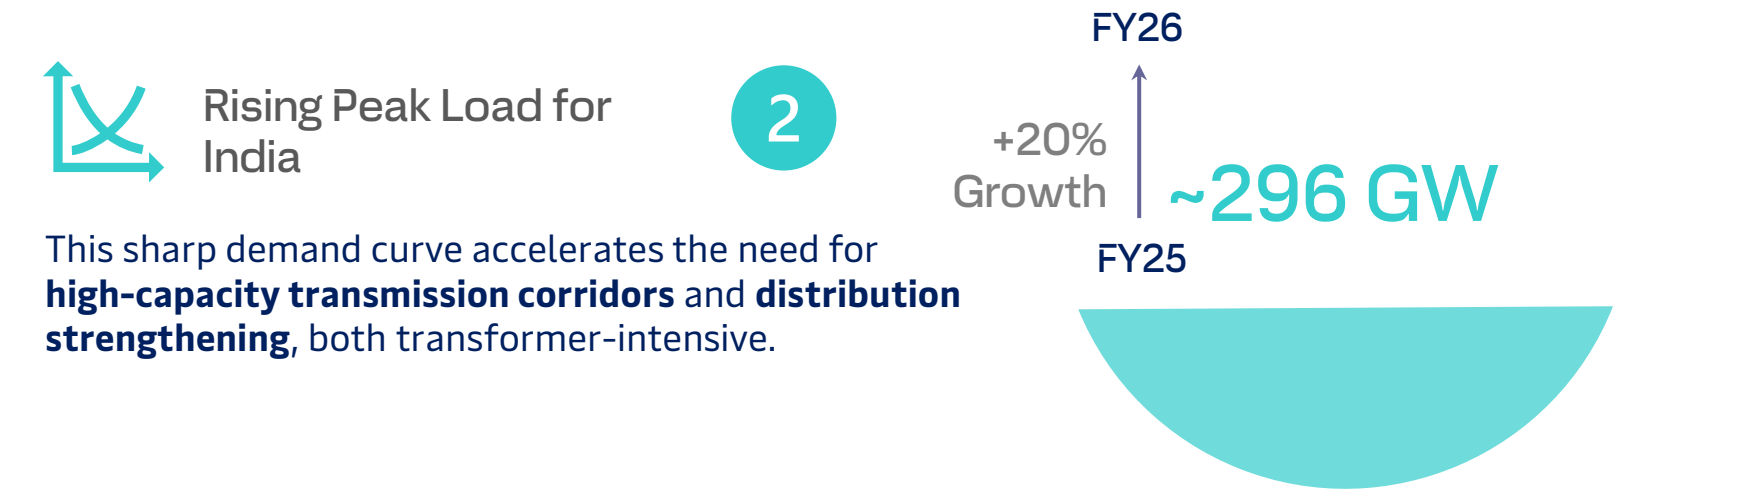 Rising Peak Load for
India
2
This sharp demand curve accelerates the need for
high-capacity transmission corridors and distribution
strengthening, both transformer-intensive.
FY26
+20%
Growth
~296 GW
FY25